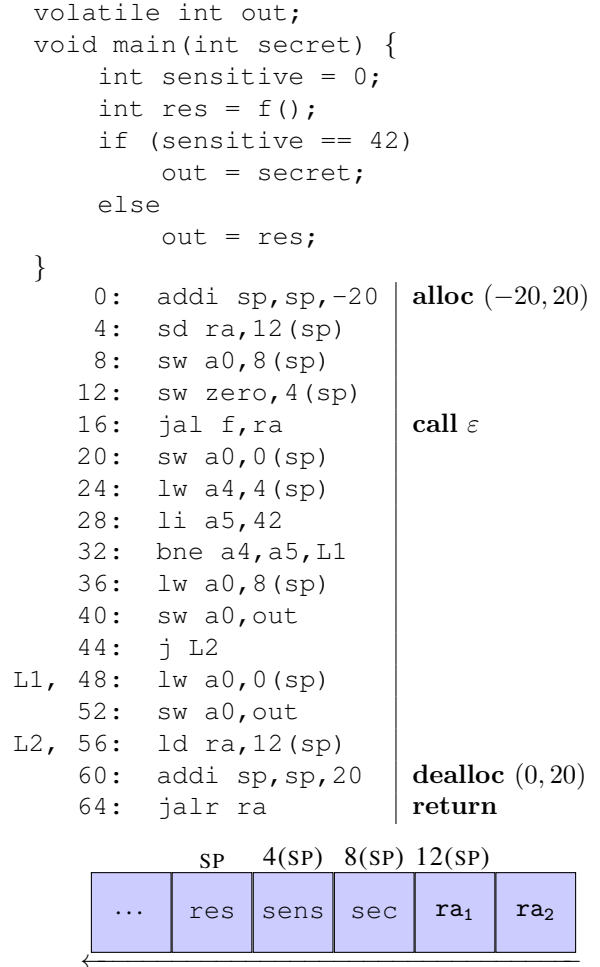 volatile int out;
void main(int secret) {
int sensitive = 0;
int res = f();
if (sensitive == 42)
out = secret;
else
out = res;
}
0: addi sp,sp,-20 alloc (−20, 20)
4: sd ra,12(sp)
8: sw a0,8(sp)
12: sw zero,4(sp)
16: jal f,ra call ε
20: sw a0,0(sp)
24: lw a4,4(sp)
28: li a5,42
32: bne a4,a5,L1
36: lw a0,8(sp)
40: sw a0,out
44: j L2
L1, 48: lw a0,0(sp)
52: sw a0,out
L2, 56: ld ra,12(sp)
60: addi sp,sp,20 dealloc (0, 20)
64: jalr ra return
SP 4(SP) 8(SP) 12(SP)
... res sens sec ra₁ ra₂